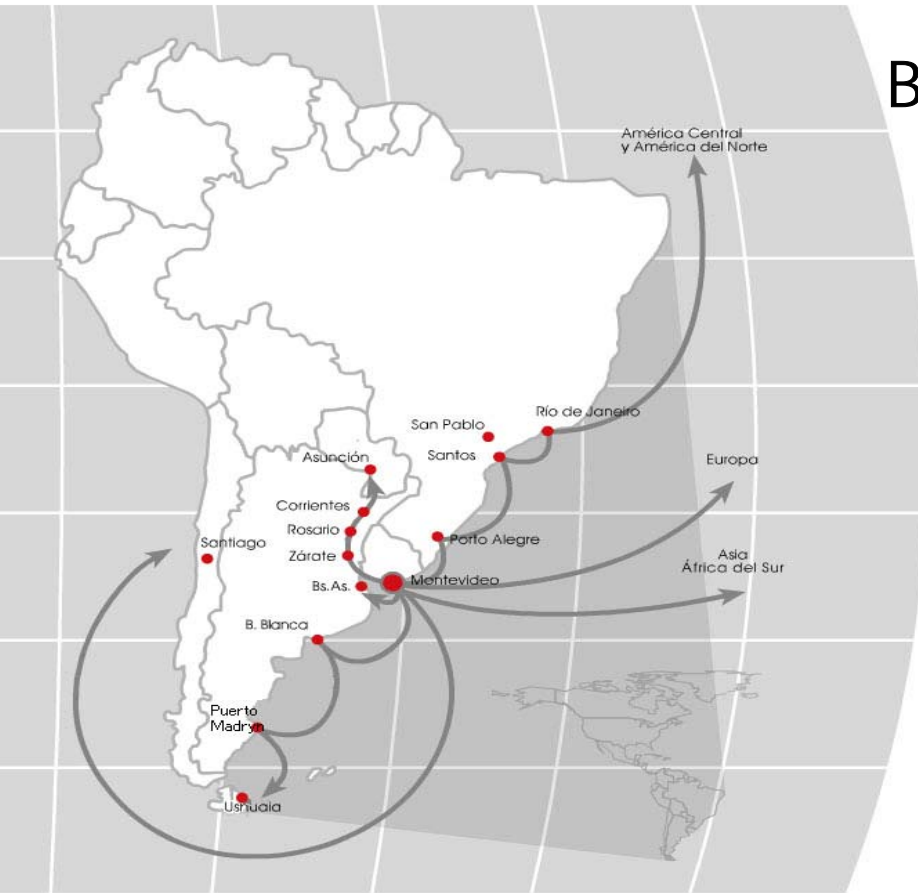 B
América Central
y América del Norte
Río de Janeiro
San Pablo
Santos
Asunción
Europa
Corrientes
Rosario
Porto Alegre
Santiago
Zárate
Asia
África del Sur
Bs.As.
Montevideo
B. Blanca
Puerto
Madryn
Ushuaia